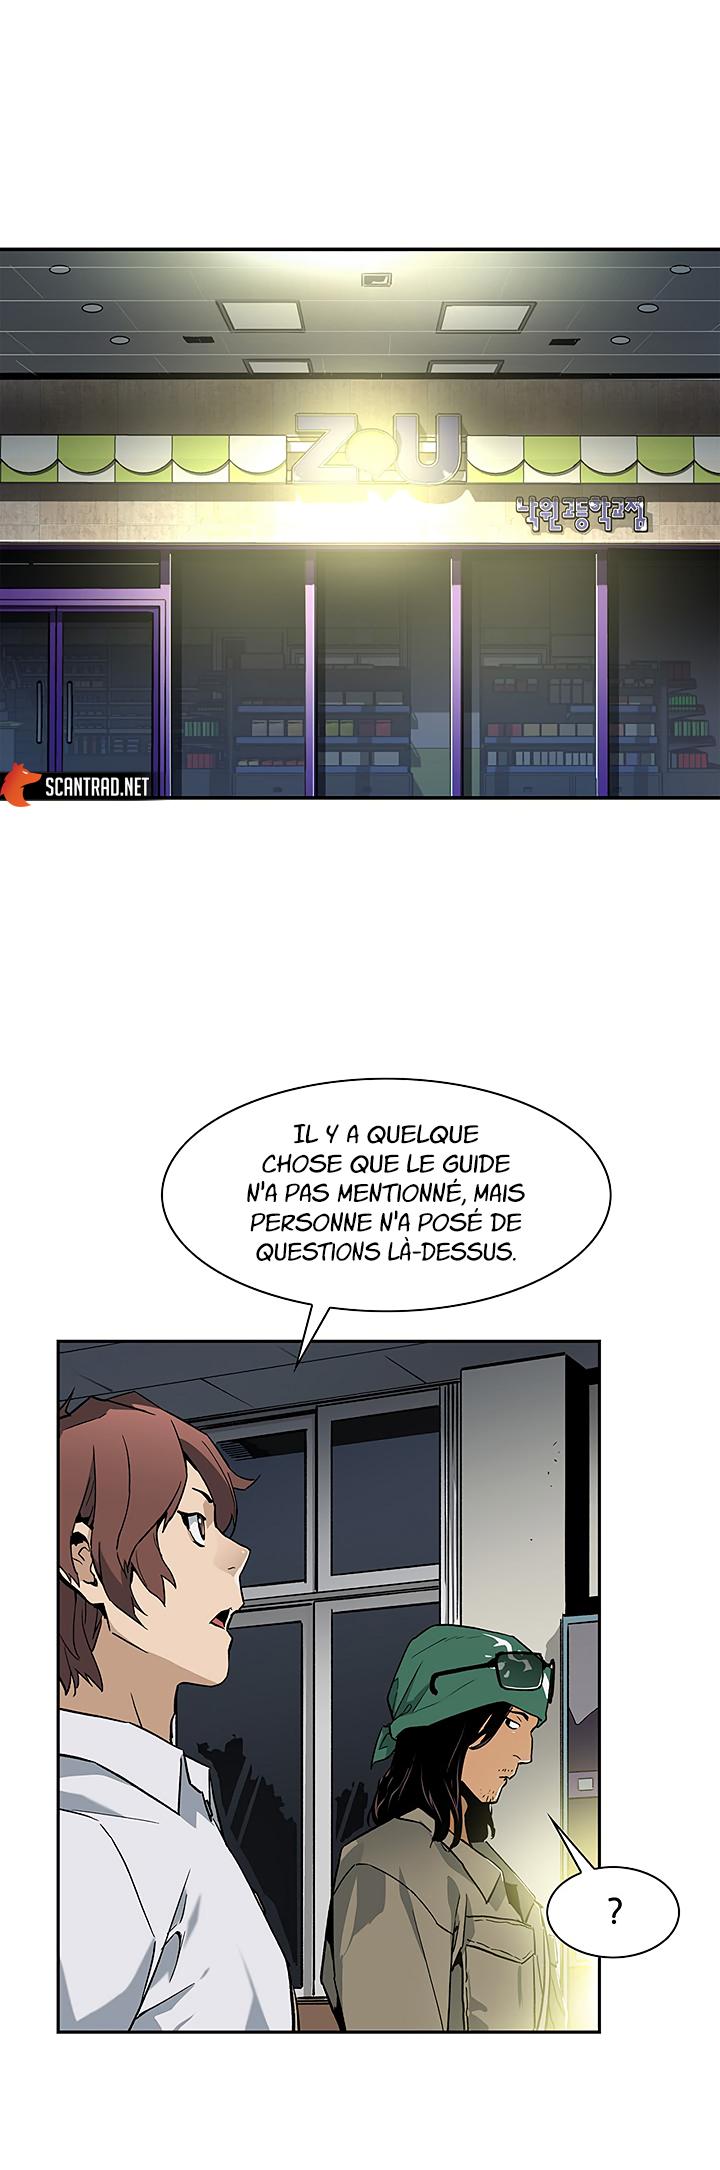 ZOU
낙원고등학교점
SCANTRAD.NET
IL Y A QUELQUE
CHOSE QUE LE GUIDE
N'A PAS MENTIONNÉ, MAIS
PERSONNE N'A POSÉ DE
QUESTIONS LÀ-DESSUS.
?